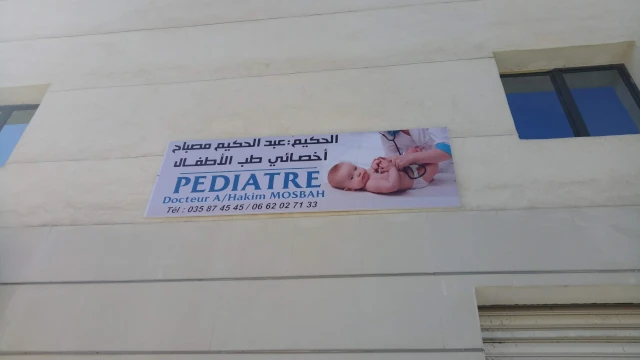 الحكيم : عبد الحكيم مصباح
أخصائي طب الأطفال
PEDIATRE
Docteur A/Hakim MOSBAH
Tél : 035 87 45 45 / 06 62 02 71 33